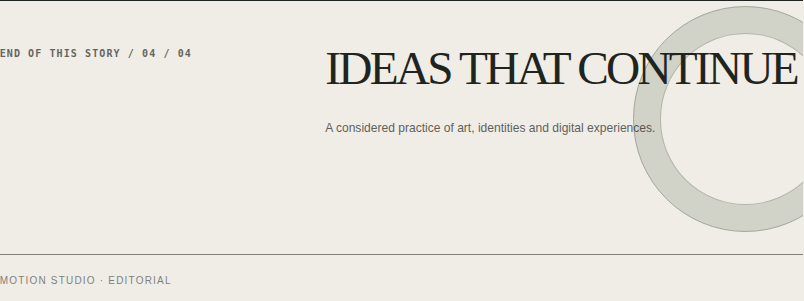 END OF THIS STORY / 04 / 04
IDEAS THAT CONTINUE
A considered practice of art, identities and digital experiences.
MOTION STUDIO · EDITORIAL